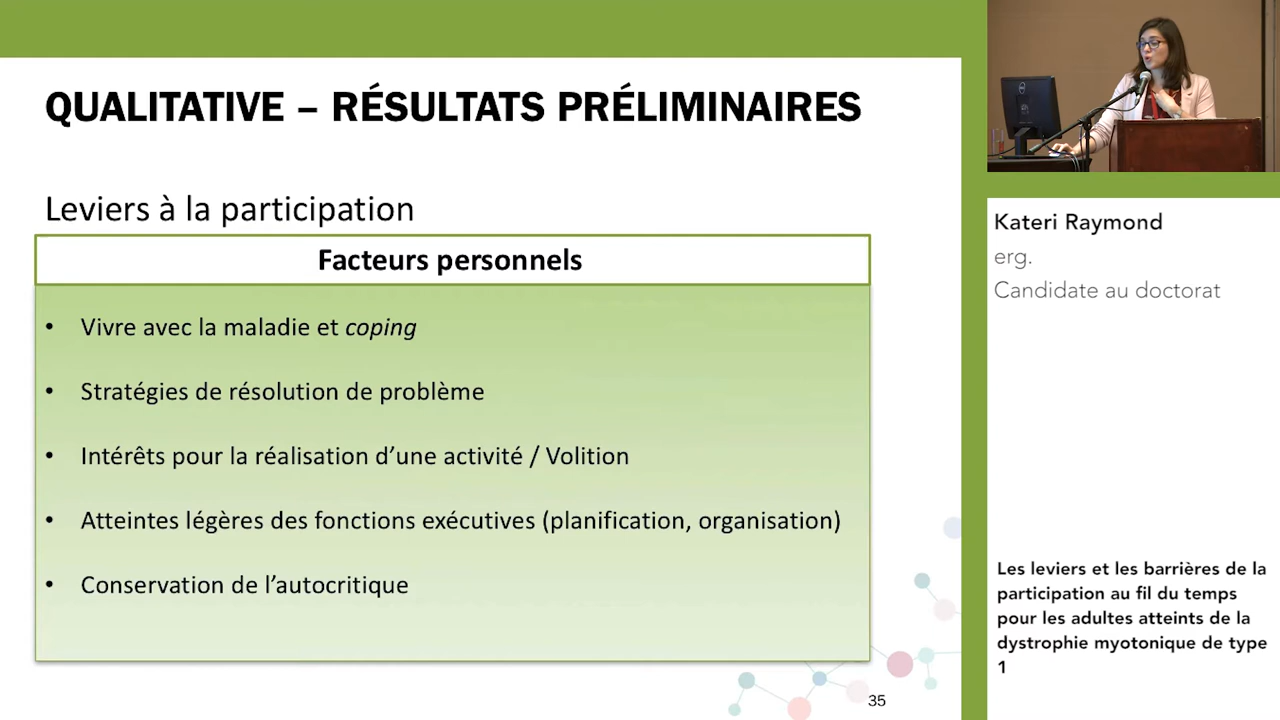 QUALITATIVE – RÉSULTATS PRÉLIMINAIRES
Leviers à la participation
Facteurs personnels
• Vivre avec la maladie et coping
• Stratégies de résolution de problème
• Intérêts pour la réalisation d’une activité / Volition
• Atteintes légères des fonctions exécutives (planification, organisation)
• Conservation de l’autocritique
35
Kateri Raymond
erg.
Candidate au doctorat
Les leviers et les barrières de la
participation au fil du temps
pour les adultes atteints de la
dystrophie myotonique de type
1